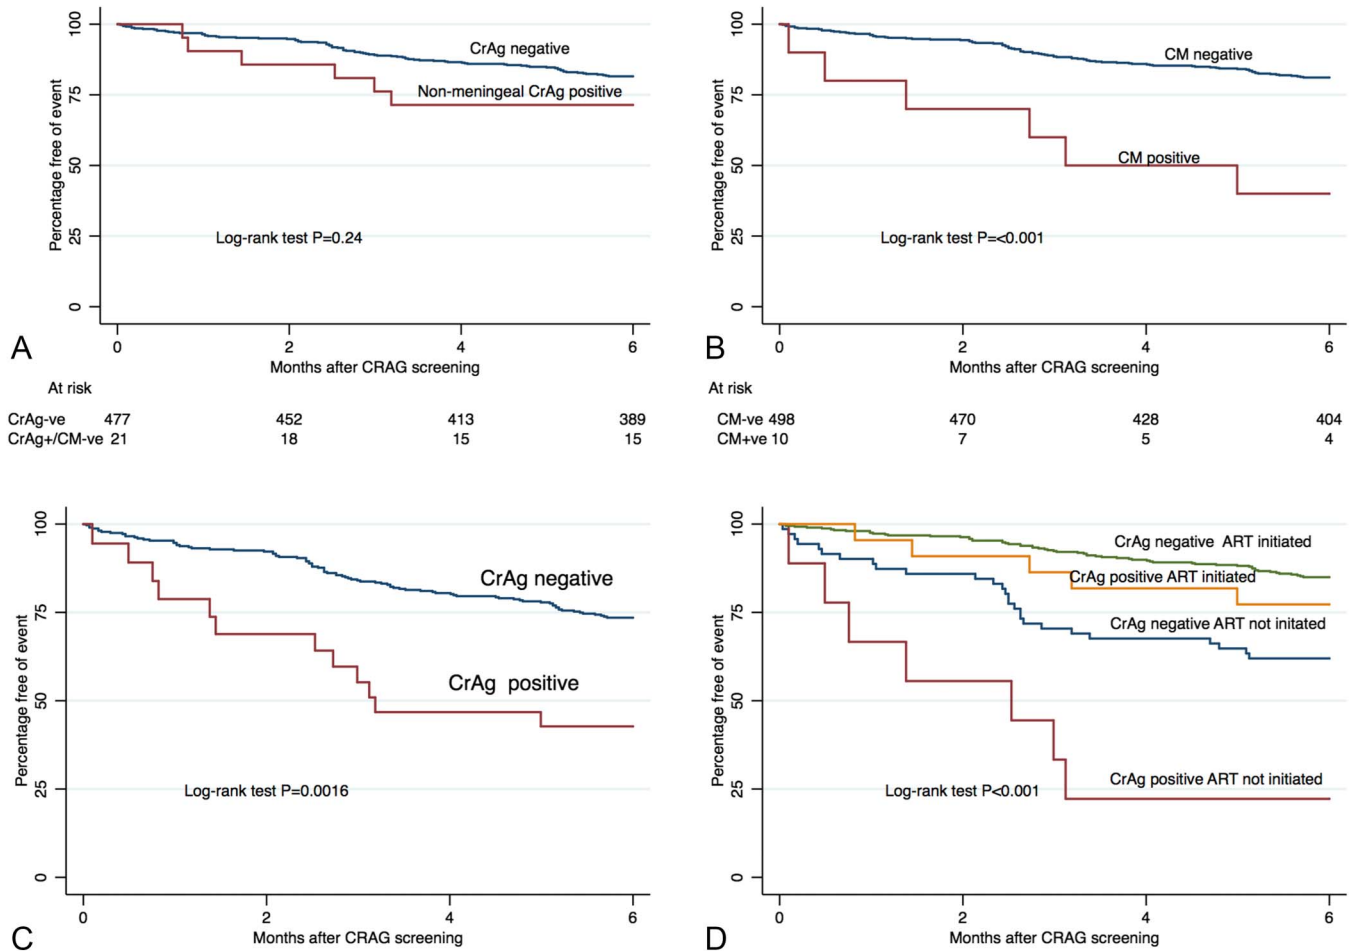 Percentage free of event
100
75
50
25
0
CrAg negative
Non-meningeal CrAg positive
Log-rank test P=0.24
0 2 4 6
Months after CRAG screening
A
At risk
CrAg-ve 477 452 413 389
CrAg+/CM-ve 21 18 15 15
Percentage free of event
100
75
50
25
0
CM negative
CM positive
Log-rank test P=<0.001
0 2 4 6
Months after CRAG screening
B
At risk
CM-ve 498 470 428 404
CM+ve 10 7 5 4
Percentage free of event
100
75
50
25
0
CrAg negative
CrAg positive
Log-rank test P=0.0016
0 2 4 6
Months after CRAG screening
C
Percentage free of event
100
75
50
25
0
CrAg negative ART initiated
CrAg positive ART initiated
CrAg negative ART not initated
CrAg positive ART not initiated
Log-rank test P<0.001
0 2 4 6
Months after CRAG screening
D